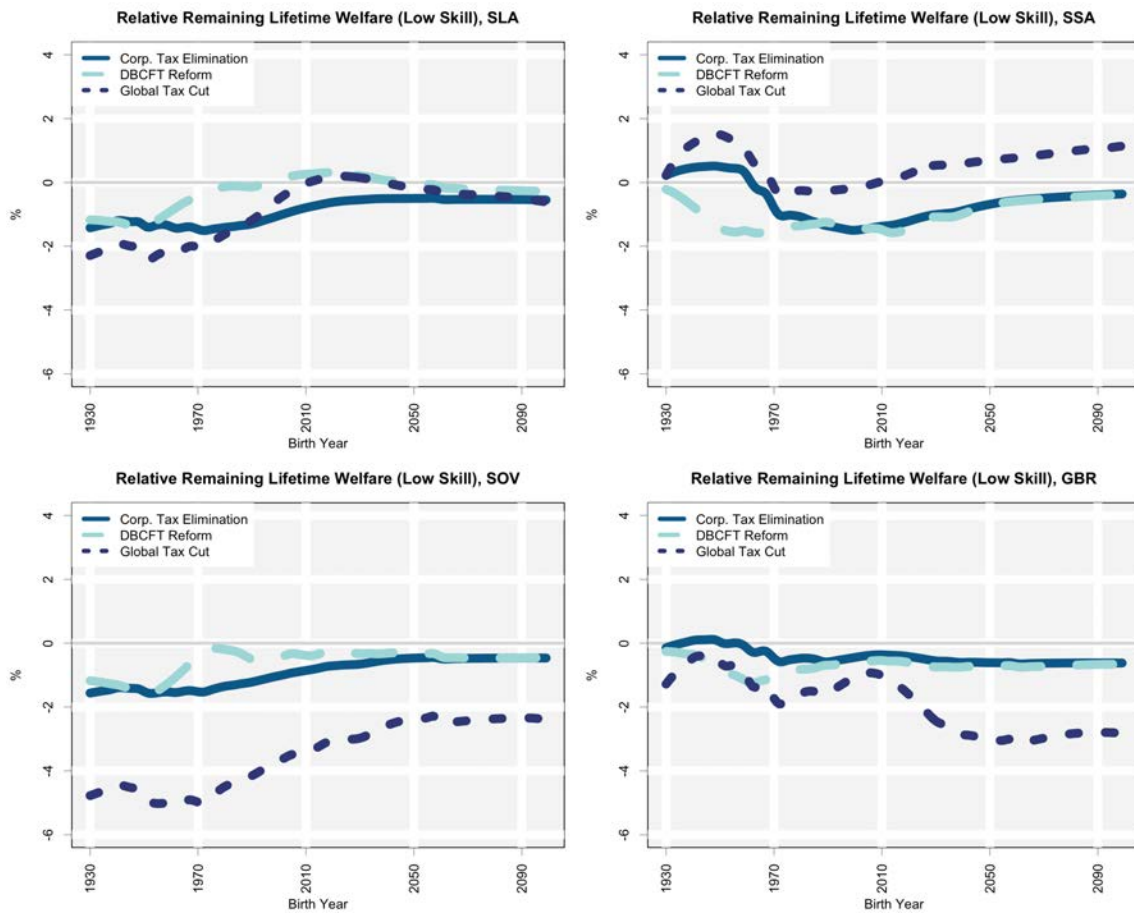 Relative Remaining Lifetime Welfare (Low Skill), SLA
4
2
0
-2
-4
-6
%
Corp. Tax Elimination
DBCFT Reform
Global Tax Cut
1930
1970
2010
2050
2090
Birth Year
Relative Remaining Lifetime Welfare (Low Skill), SSA
4
2
0
-2
-4
-6
%
Corp. Tax Elimination
DBCFT Reform
Global Tax Cut
1930
1970
2010
2050
2090
Birth Year
Relative Remaining Lifetime Welfare (Low Skill), SOV
4
2
0
-2
-4
-6
%
Corp. Tax Elimination
DBCFT Reform
Global Tax Cut
1930
1970
2010
2050
2090
Birth Year
Relative Remaining Lifetime Welfare (Low Skill), GBR
4
2
0
-2
-4
-6
%
Corp. Tax Elimination
DBCFT Reform
Global Tax Cut
1930
1970
2010
2050
2090
Birth Year